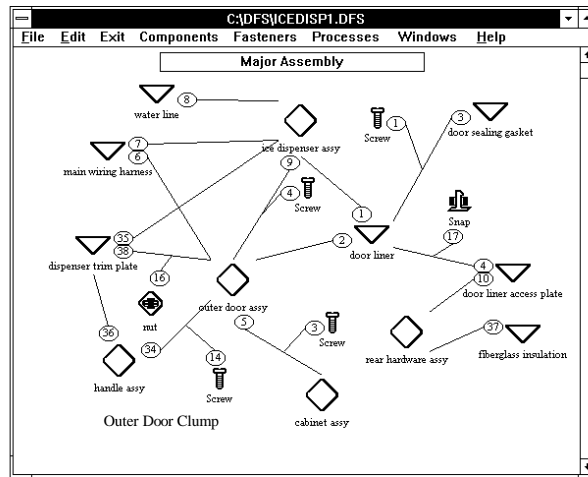 C:\DFS\ICEDISP1.DFS
File Edit Exit Components Fasteners Processes Windows Help
Major Assembly
8
water line
ice dispenser assy
1
Screw
3
door sealing gasket
7
6
main wiring harness
9
4
Screw
1
Snap
17
35
38
dispenser trim plate
2
door liner
4
10
door liner access plate
16
nut
outer door assy
36
34
handle assy
14
Screw
5
3
Screw
rear hardware assy
37
fiberglass insulation
cabinet assy
Outer Door Clump